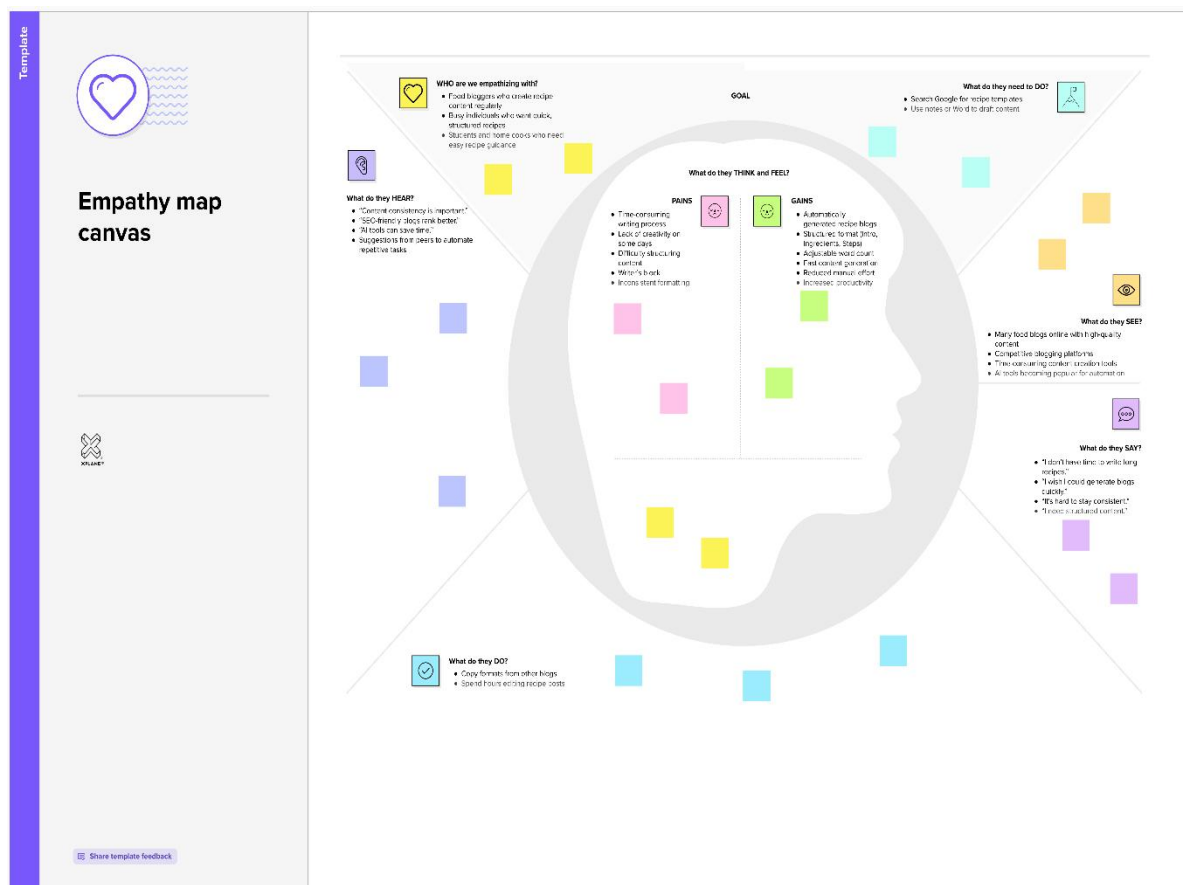 Template
Empathy map
canvas
XPLANE
Share template feedback
WHO are we empathizing with?
• Food bloggers who create recipe
content regularly
• Busy individuals who want quick,
structured recipes
• Students and home cooks who need
easy recipe guidance
GOAL
What do they need to DO?
• Search Google for recipe templates
• Use notes or Word to draft content
What do they HEAR?
• "Content consistency is important."
• "SEO-friendly blogs rank better."
• "AI tools can save time."
• Suggestions from peers to automate
repetitive tasks
What do they THINK and FEEL?
PAINS
• Time-consuming
writing process
• Lack of creativity on
some days
• Difficulty structuring
content
• Writer's block
• Inconsistent formatting
GAINS
• Automatically
generated recipe blogs
• Structured format (Intro,
Ingredients, Steps)
• Adjustable word count
• Fast content generation
• Reduced manual effort
• Increased productivity
What do they SEE?
• Many food blogs online with high-quality
content
• Competitive blogging platforms
• Time-consuming content creation tools
• AI tools becoming popular for automation
What do they SAY?
• "I don't have time to write long
recipes."
• "I wish I could generate blogs
quickly."
• "It's hard to stay consistent."
• "I need structured content."
What do they DO?
• Copy formats from other blogs
• Spend hours editing recipe posts